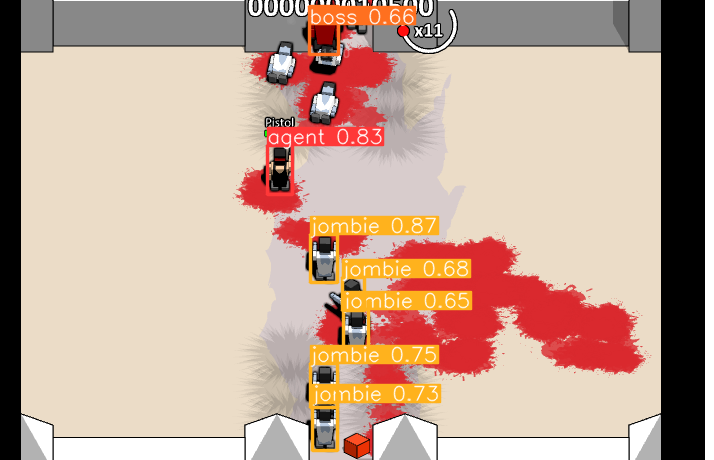 000000010500
boss 0.66
x11
Pistol
agent 0.83
jombie 0.87
jombie 0.68
jombie 0.65
jombie 0.75
jombie 0.73